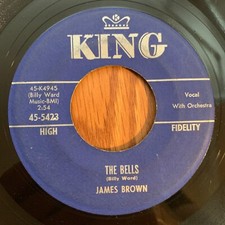 KING
45-K4945
(Billy Ward
Music-BMI)
2:54
45-5423
Vocal
With Orchestra
HIGH
FIDELITY
THE BELLS
(Billy Ward)
JAMES BROWN